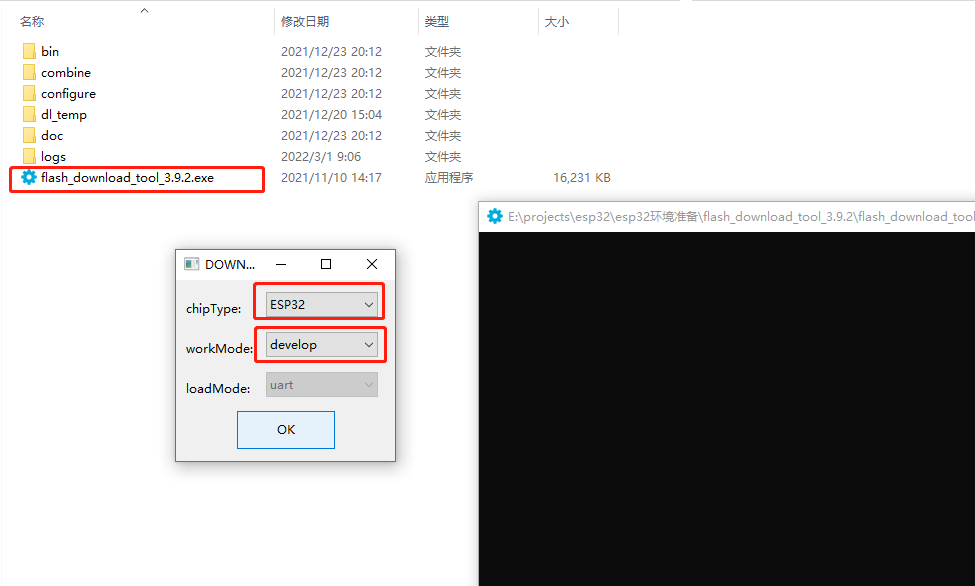 名称 修改日期 类型 大小
bin 2021/12/23 20:12 文件夹
combine 2021/12/23 20:12 文件夹
configure 2021/12/23 20:12 文件夹
dl_temp 2021/12/20 15:04 文件夹
doc 2021/12/23 20:12 文件夹
logs 2022/3/1 9:06 文件夹
flash_download_tool_3.9.2.exe 2021/11/10 14:17 应用程序 16,231 KB
E:\projects\esp32\esp32环境准备\flash_download_tool_3.9.2\flash_download_tool
DOWN...
chipType: ESP32
workMode: develop
loadMode: uart
OK